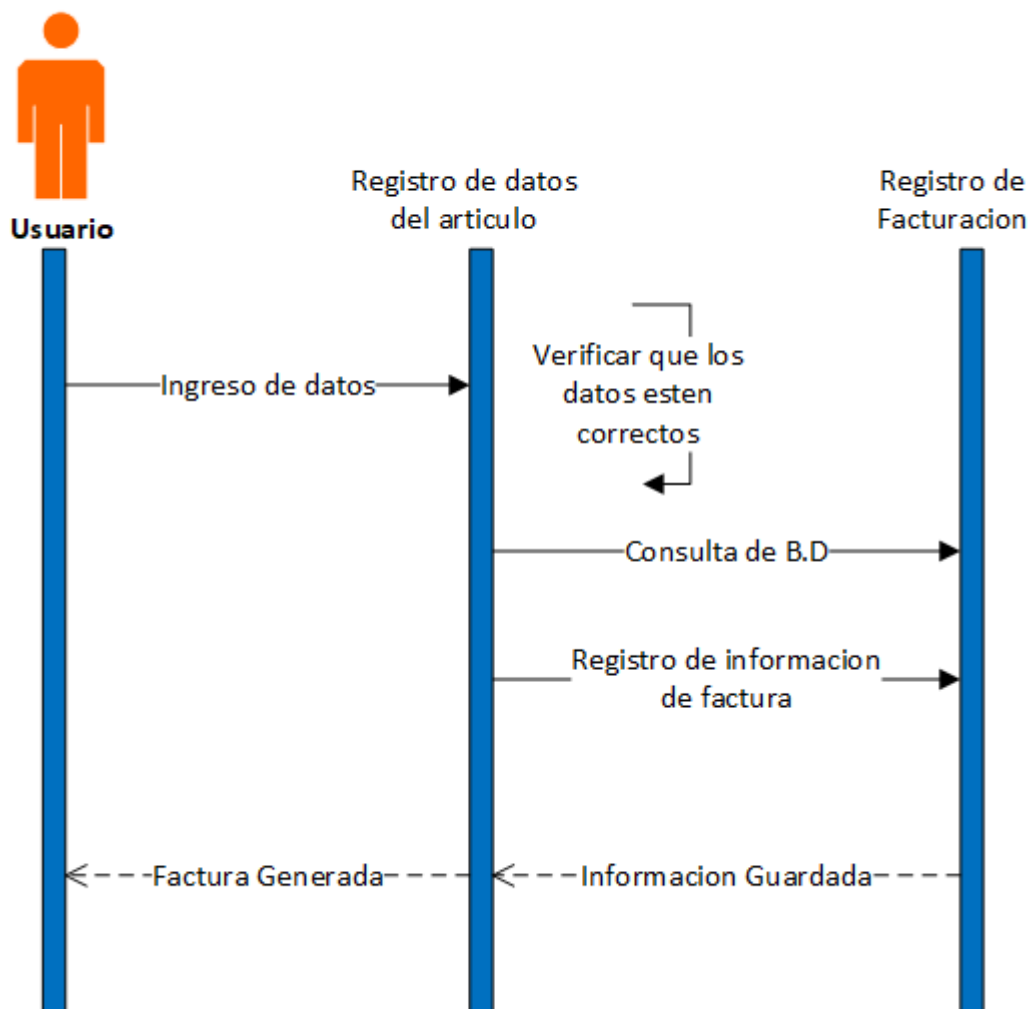 Usuario
Registro de datos
del articulo
Registro de
Facturacion
Ingreso de datos
Verificar que los
datos esten
correctos
Consulta de B.D
Registro de informacion
de factura
Factura Generada
Informacion Guardada